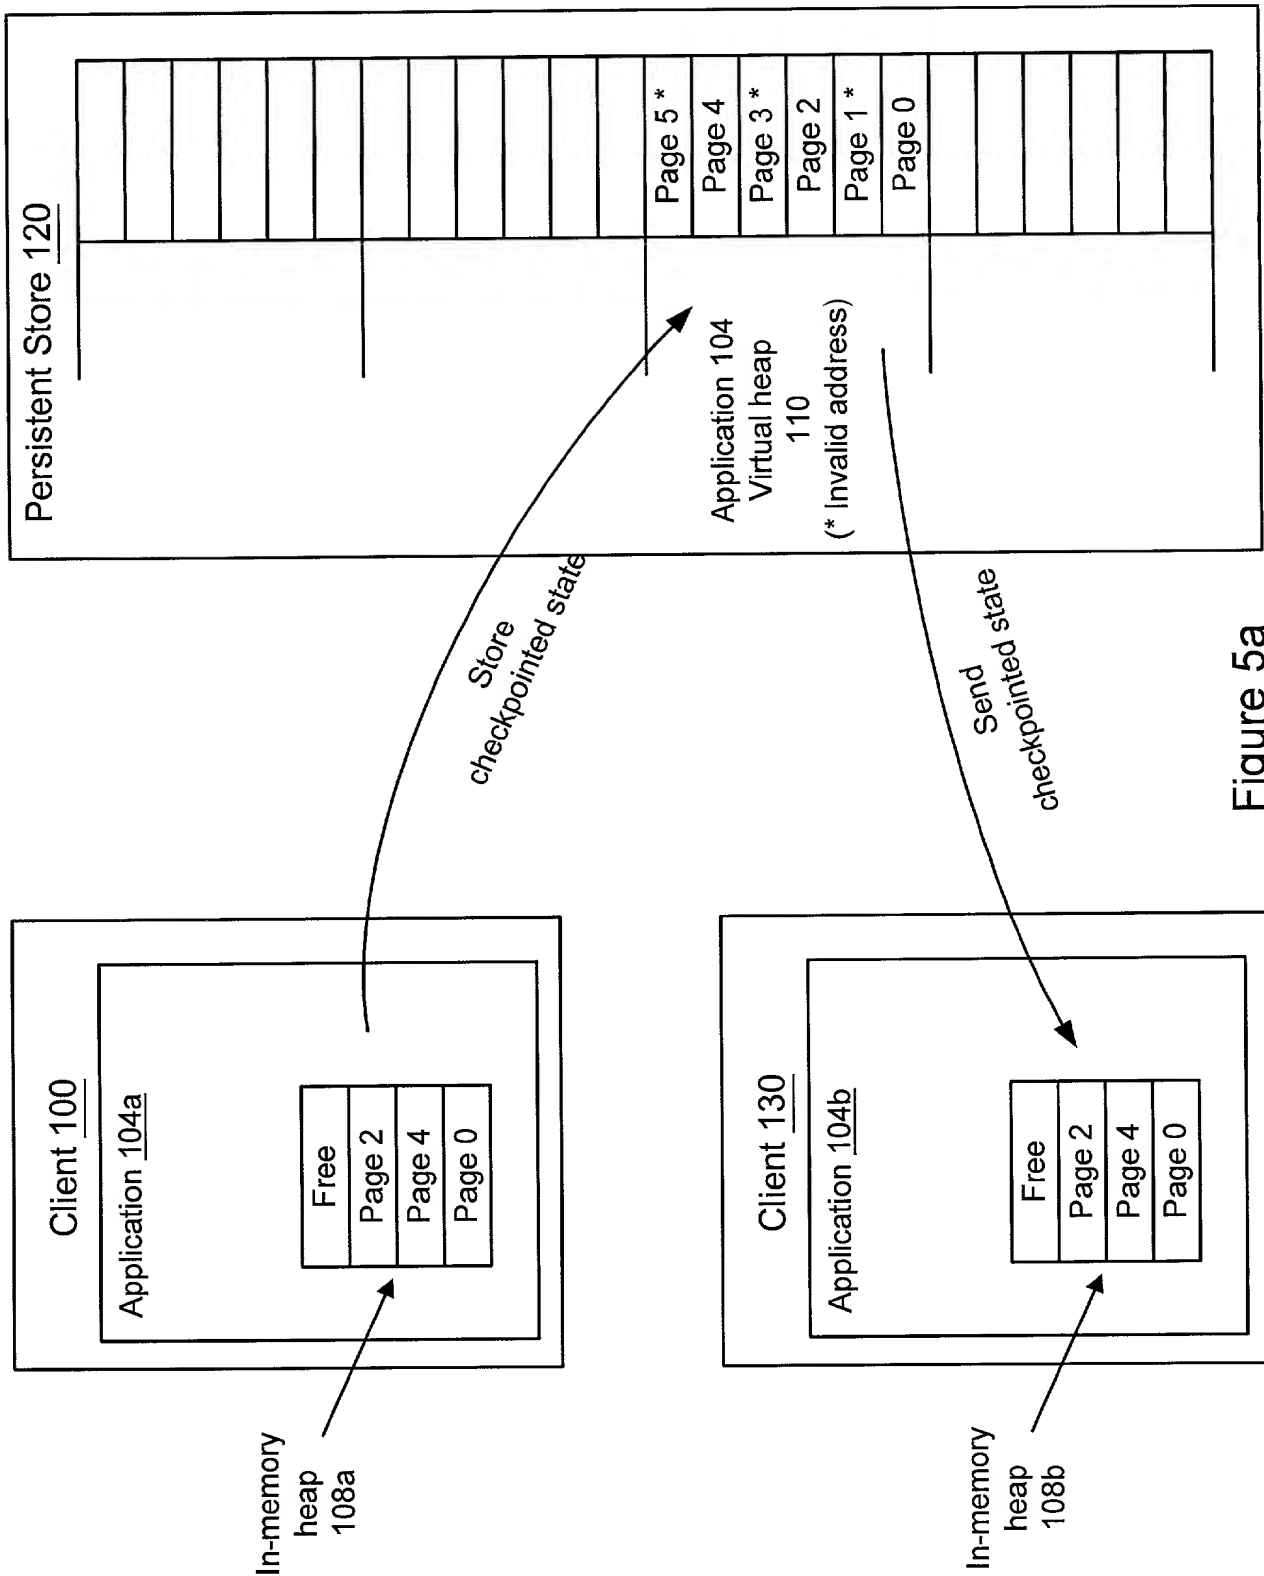 Persistent Store 120
Page 5 *
Page 4
Page 3 *
Page 2
Page 1 *
Page 0
Application 104
Virtual heap
110
(* Invalid address)
Store
checkpointed state
Send
checkpointed state
Client 100
Application 104a
Free
Page 2
Page 4
Page 0
In-memory
heap
108a
Client 130
Application 104b
Free
Page 2
Page 4
Page 0
In-memory
heap
108b
Figure 5a